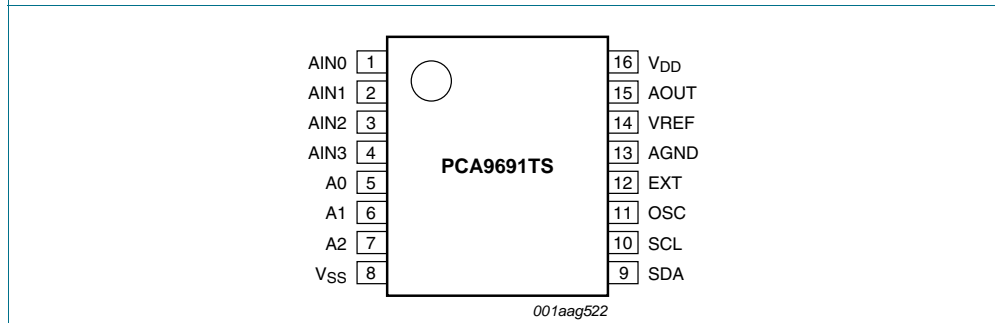 AIN0 1 16 VDD
AIN1 2 15 AOUT
AIN2 3 14 VREF
AIN3 4 13 AGND
PCA9691TS
A0 5 12 EXT
A1 6 11 OSC
A2 7 10 SCL
VSS 8 9 SDA
001aag522